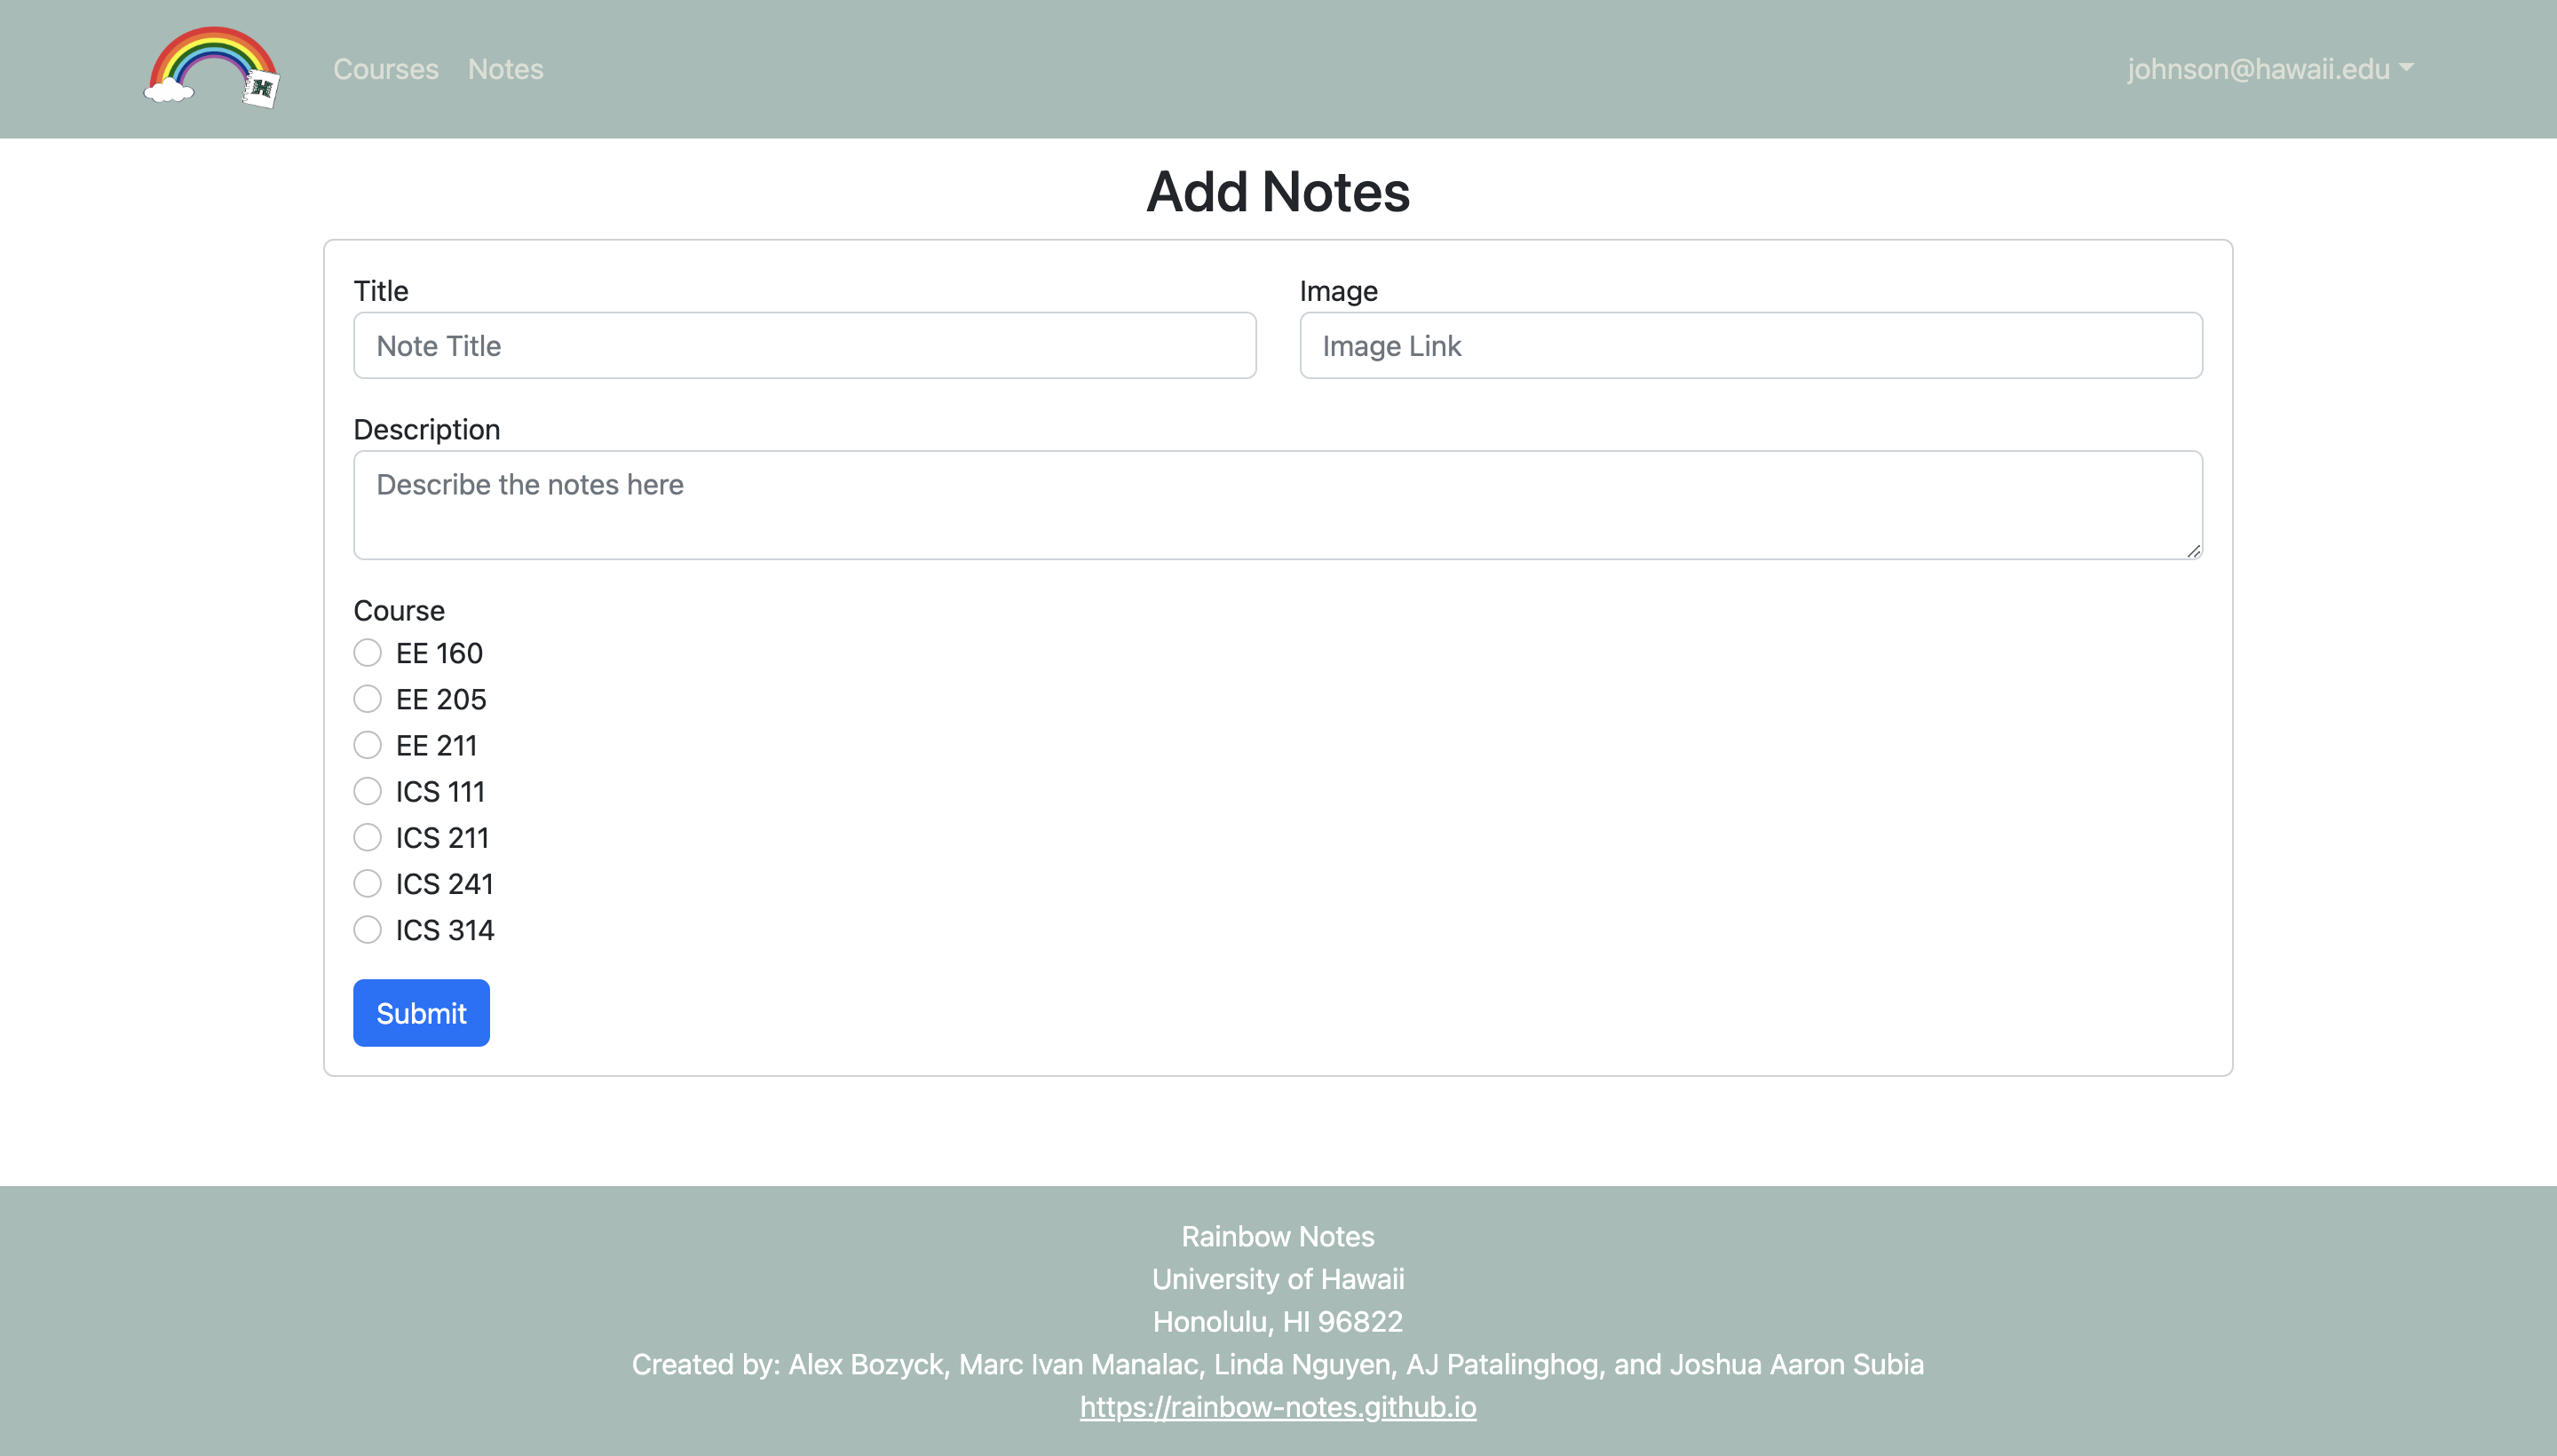 H
Courses Notes johnson@hawaii.edu
Add Notes
Title Image
Note Title Image Link
Description
Describe the notes here
Course
EE 160
EE 205
EE 211
ICS 111
ICS 211
ICS 241
ICS 314
Submit
Rainbow Notes
University of Hawaii
Honolulu, HI 96822
Created by: Alex Bozyck, Marc Ivan Manalac, Linda Nguyen, AJ Patalinghog, and Joshua Aaron Subia
https://rainbow-notes.github.io